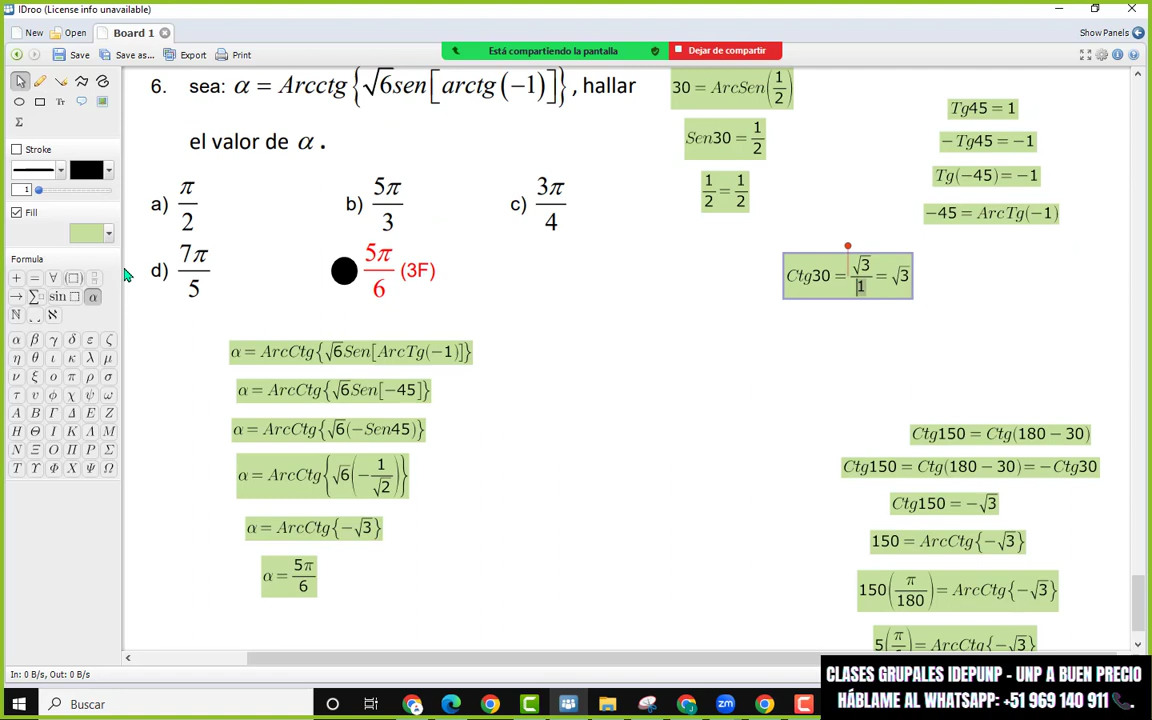 IDroo (License info unavailable)
New Open Board 1 Show Panels
Save Save as... Export Print
Está compartiendo la pantalla Dejar de compartir
Stroke
1
Fill
Formula
+ = ∀ (□)
→ Σ sin □ α
ℕ ℵ
α β γ δ ε ζ
η θ ι κ λ μ
ν ξ ο π ρ σ
τ υ φ χ ψ ω
Α Β Γ Δ Ε Ζ
Η Θ Ι Κ Λ Μ
Ν Ξ Ο Π Ρ Σ
Τ Υ Φ Χ Ψ Ω
6. sea: α = Arcctg{√6sen[arctg(−1)]}, hallar
el valor de α.
a) π/2 b) 5π/3 c) 3π/4
d) 7π/5 5π/6 (3F)
α = ArcCtg{√6Sen[ArcTg(−1)]}
α = ArcCtg{√6Sen[−45]}
α = ArcCtg{√6(−Sen45)}
α = ArcCtg{√6(−1/√2)}
α = ArcCtg{−√3}
α = 5π/6
30 = ArcSen(1/2)
Sen30 = 1/2
1/2 = 1/2
Tg45 = 1
−Tg45 = −1
Tg(−45) = −1
−45 = ArcTg(−1)
Ctg30 = √3/1 = √3
Ctg150 = Ctg(180 − 30)
Ctg150 = Ctg(180 − 30) = −Ctg30
Ctg150 = −√3
150 = ArcCtg{−√3}
150(π/180) = ArcCtg{−√3}
= ArcCtg{−√3}
In: 0 B/s, Out: 0 B/s
CLASES GRUPALES IDEPUNP - UNP A BUEN PRECIO
HÁBLAME AL WHATSAPP: +51 969 140 911
Buscar
zm